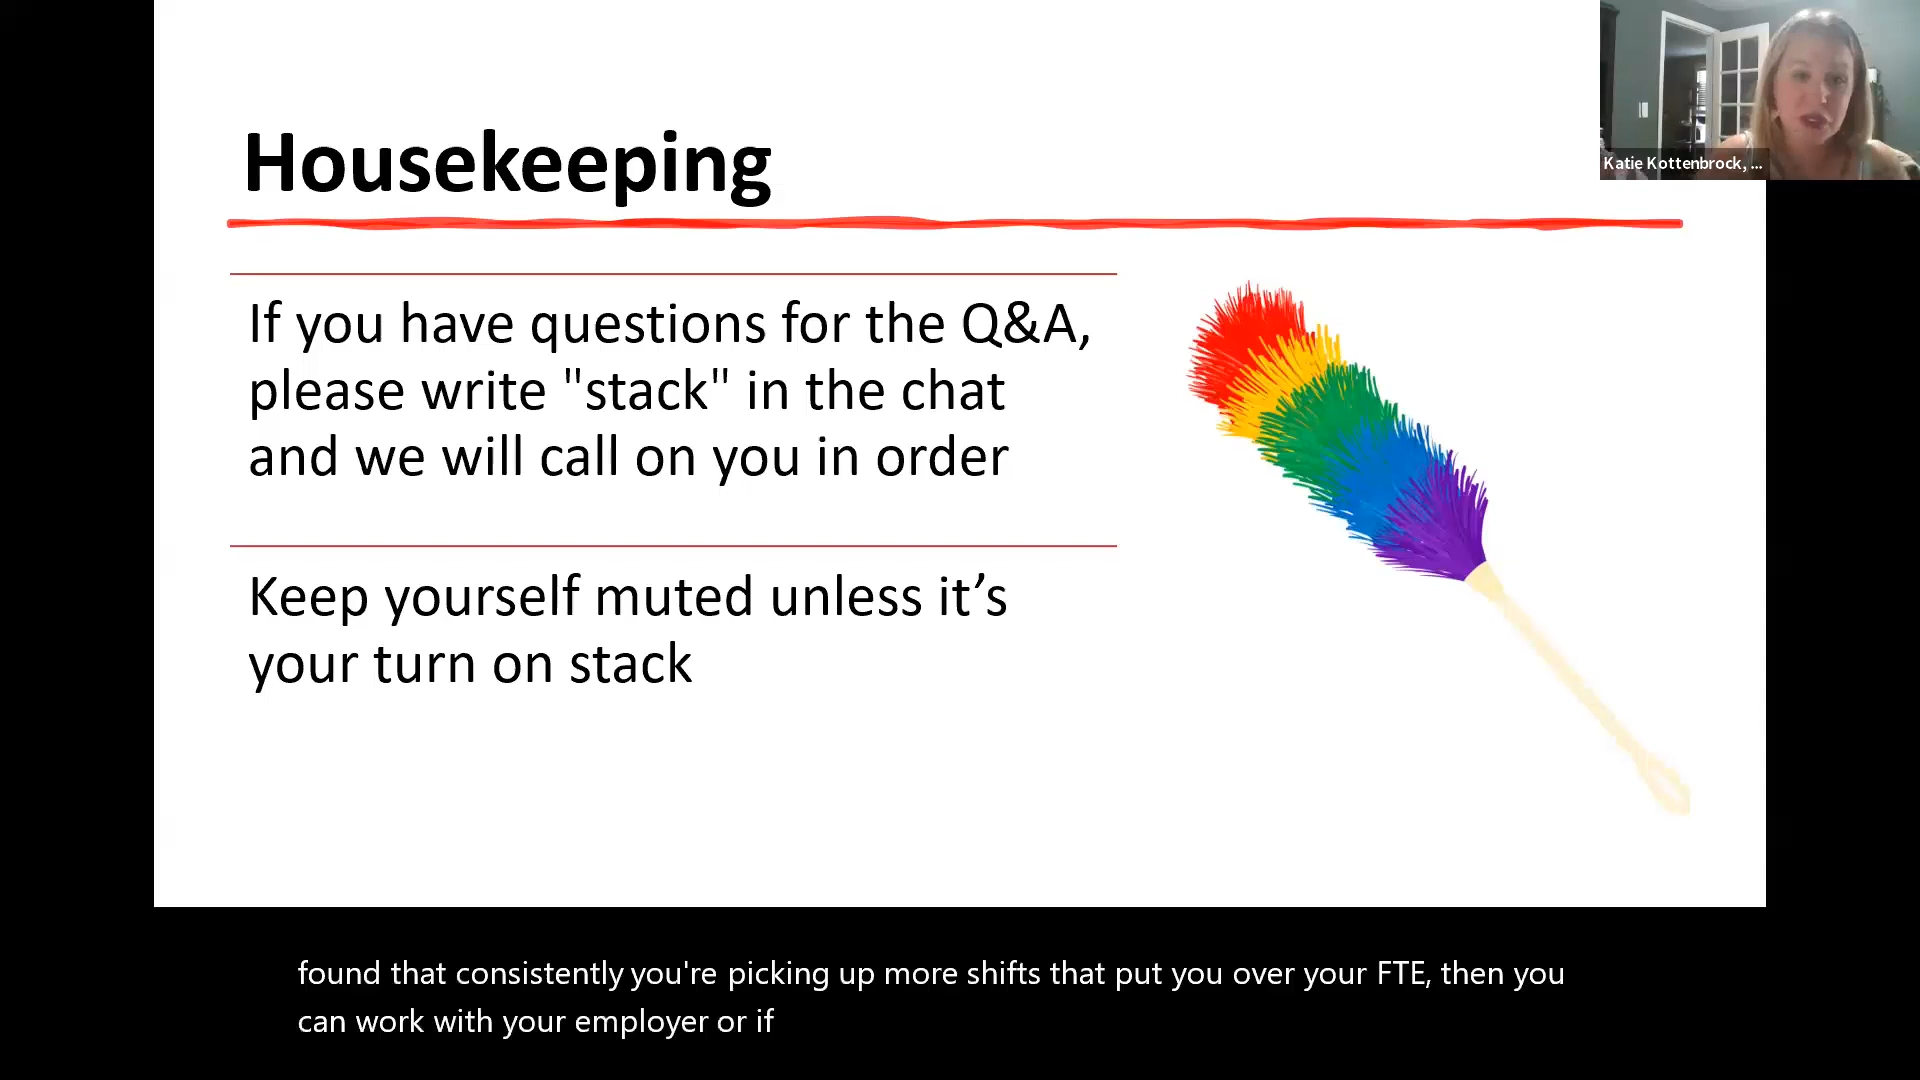 Housekeeping
Katie Kottenbrock, ...
If you have questions for the Q&A,
please write "stack" in the chat
and we will call on you in order
Keep yourself muted unless it’s
your turn on stack
found that consistently you're picking up more shifts that put you over your FTE, then you
can work with your employer or if